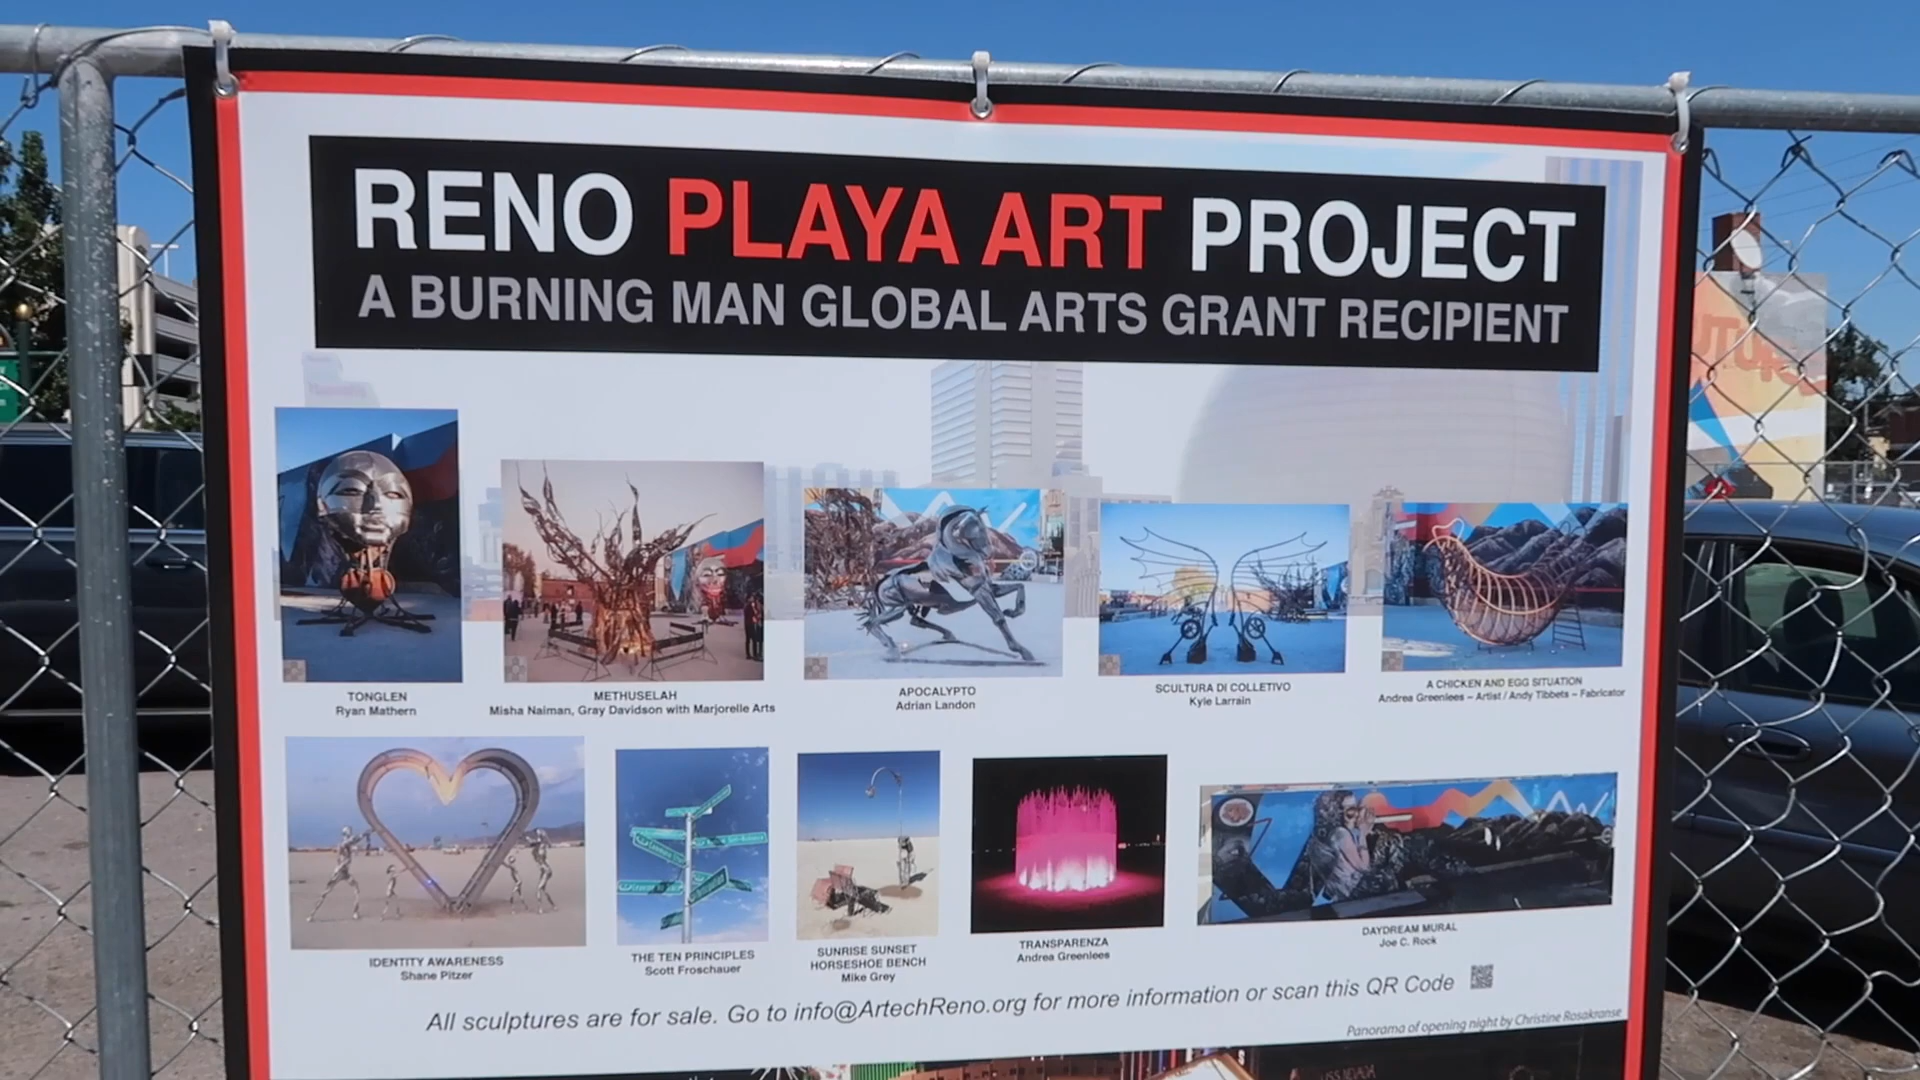 RENO PLAYA ART PROJECT
A BURNING MAN GLOBAL ARTS GRANT RECIPIENT
TONGLEN
Ryan Mathern
METHUSELAH
Misha Naiman, Gray Davidson with Marjorelle Arts
APOCALYPTO
Adrian Landon
SCULTURA DI COLLETIVO
Kyle Larrain
A CHICKEN AND EGG SITUATION
Andrea Greenlees – Artist / Andy Tibbets – Fabricator
IDENTITY AWARENESS
Shane Pitzer
THE TEN PRINCIPLES
Scott Froschauer
SUNRISE SUNSET
HORSESHOE BENCH
Mike Grey
TRANSPARENZA
Andrea Greenlees
DAYDREAM MURAL
Joe C. Rock
All sculptures are for sale. Go to info@ArtechReno.org for more information or scan this QR Code
Panorama of opening night by Christine Rosakranse